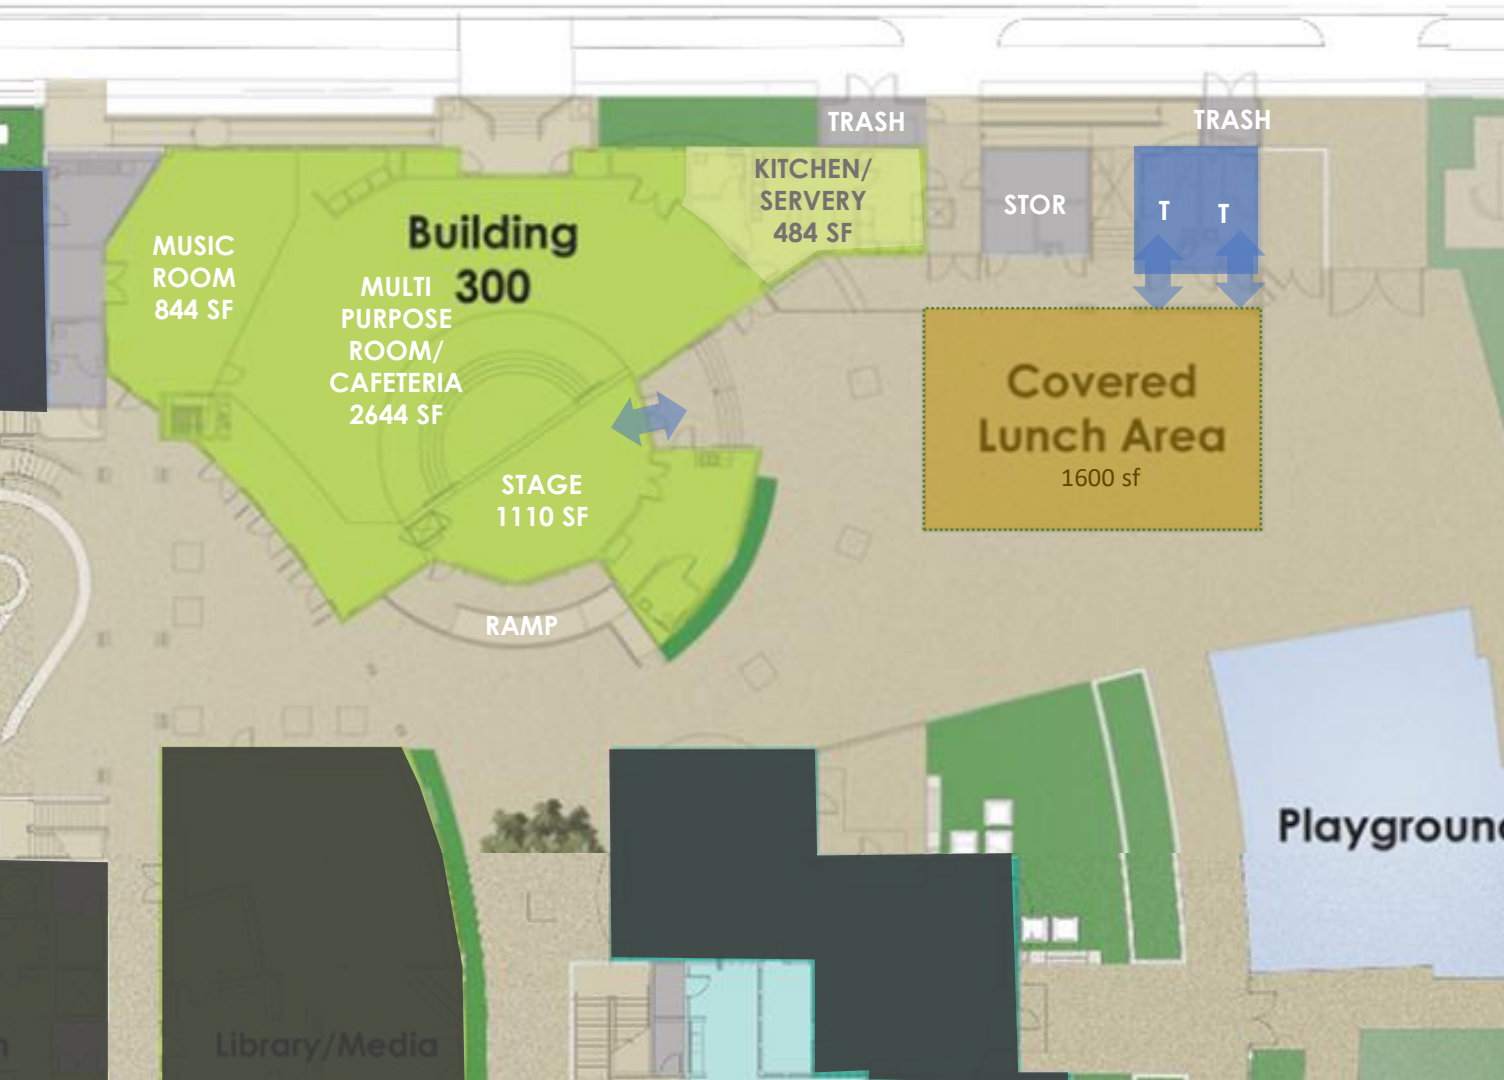 TRASH
TRASH
KITCHEN/
SERVERY
484 SF
STOR
T T
Building
300
MUSIC
ROOM
844 SF
MULTI
PURPOSE
ROOM/
CAFETERIA
2644 SF
Covered
Lunch Area
1600 sf
STAGE
1110 SF
RAMP
Playground
Library/Media